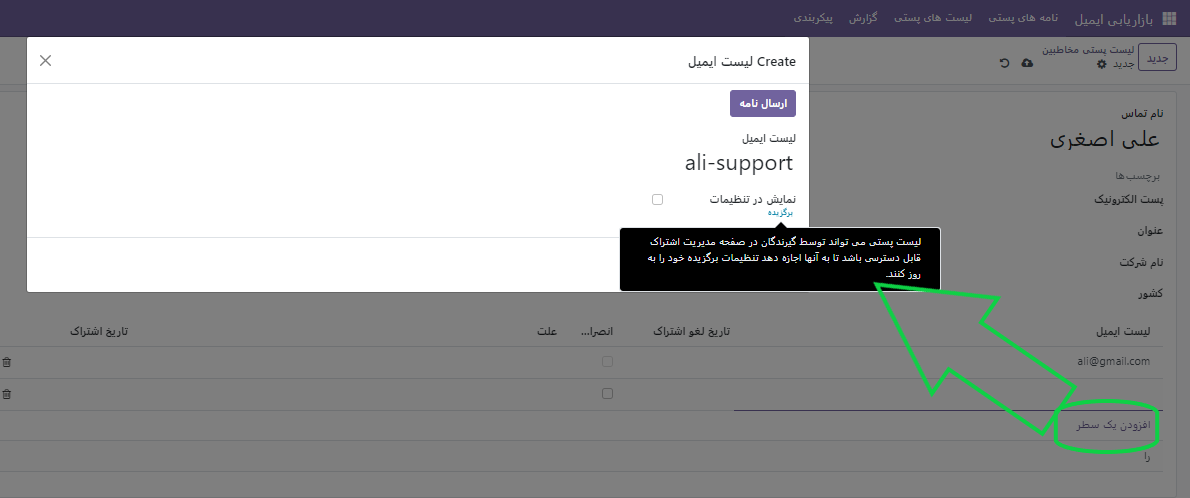 بازاریابی ایمیل نامه های پستی لیست های پستی گزارش پیکربندی
جدید
لیست پستی مخاطبین
جدید
Create لیست ایمیل
ارسال نامه
لیست ایمیل
ali-support
نمایش در تنظیمات
برگزیده
لیست پستی می تواند توسط گیرندگان در صفحه مدیریت اشتراک
قابل دسترسی باشد تا به آنها اجازه دهد تنظیمات برگزیده خود را به
روز کنند.
نام تماس
علی اصغری
برچسب‌ها
پست الکترونیک
عنوان
نام شرکت
کشور
لیست ایمیل تاریخ لغو اشتراک انصرا... علت تاریخ اشتراک
ali@gmail.com
افزودن یک سطر
را